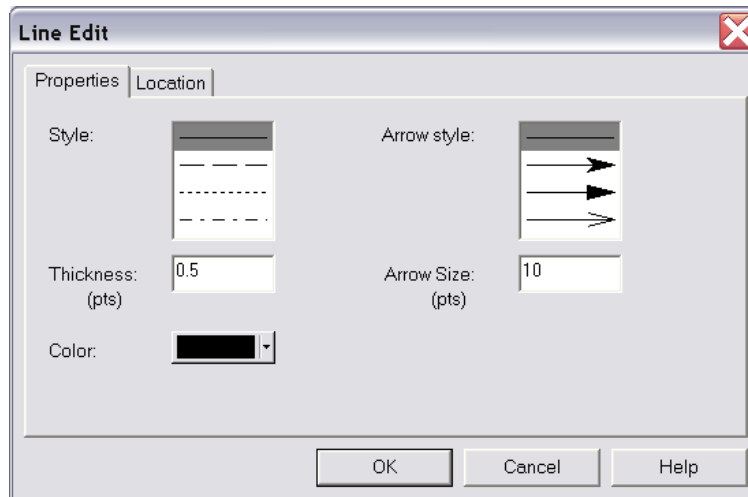 Line Edit
Properties Location
Style:
Arrow style:
Thickness: 0.5
(pts)
Arrow Size: 10
(pts)
Color:
OK Cancel Help